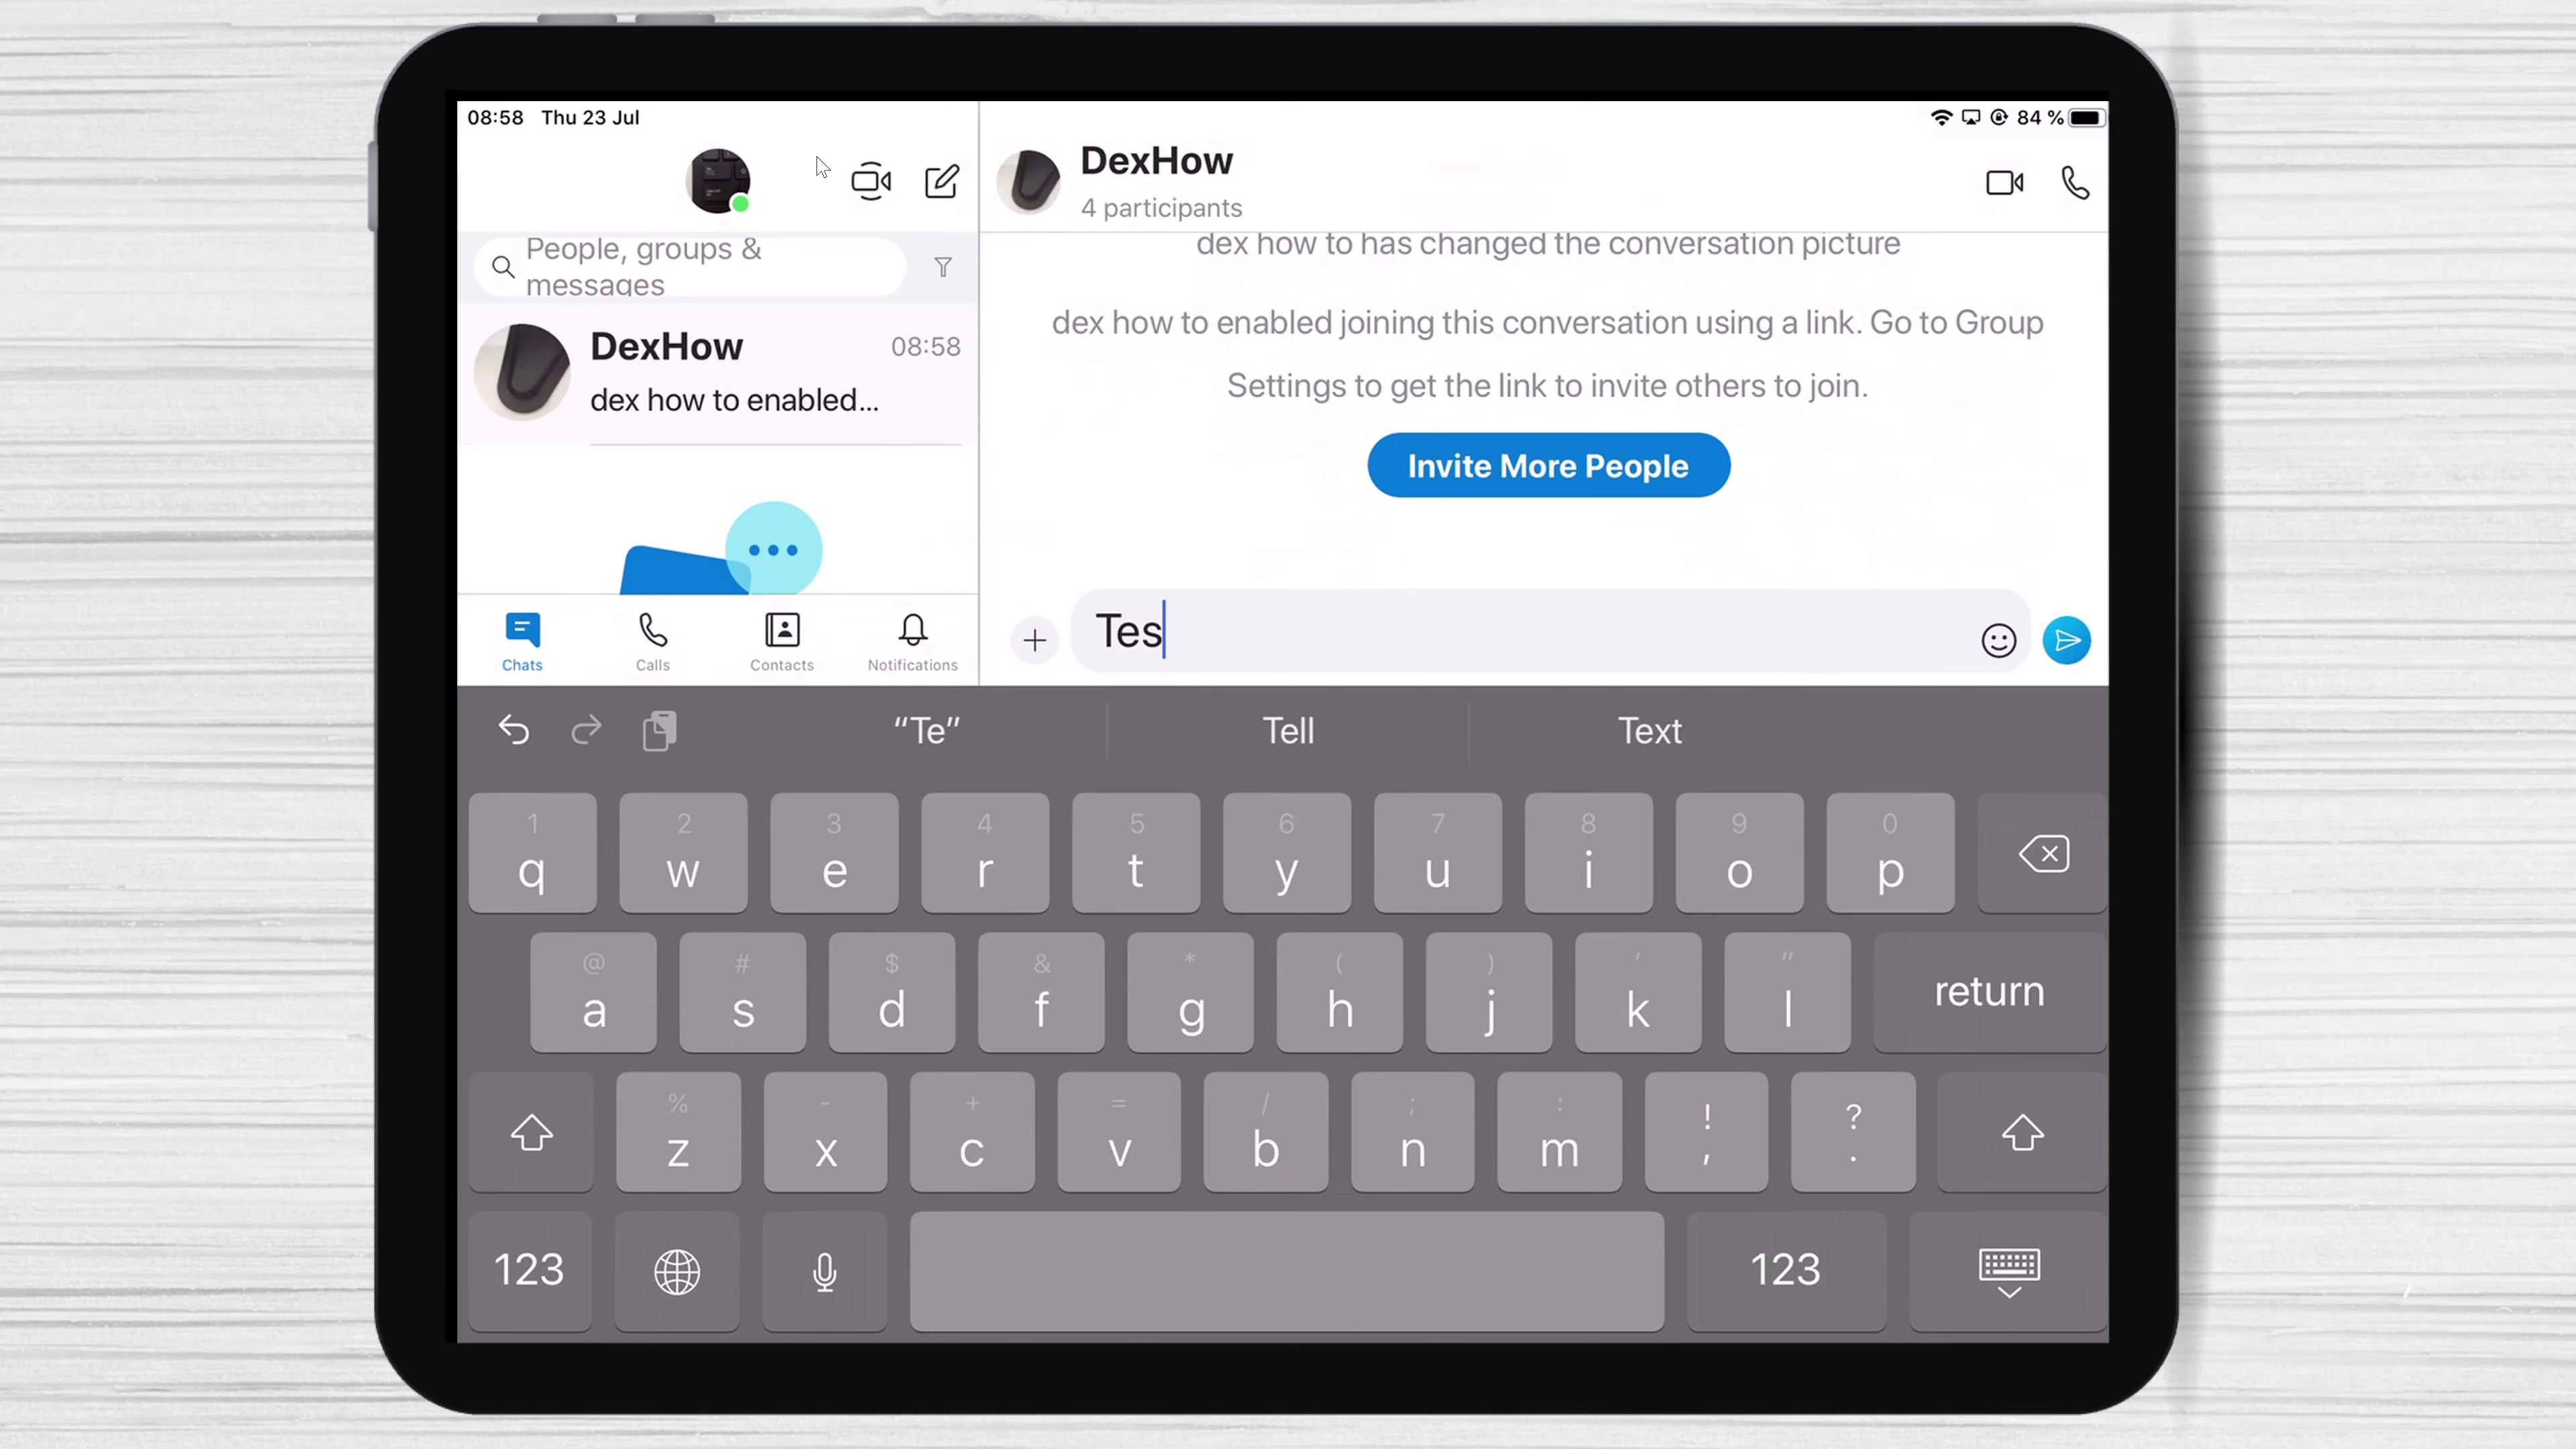 08:58 Thu 23 Jul
84 %
People, groups &
messages
DexHow 08:58
dex how to enabled...
Chats
Calls
Contacts
Notifications
DexHow
4 participants
dex how to has changed the conversation picture
dex how to enabled joining this conversation using a link. Go to Group
Settings to get the link to invite others to join.
Invite More People
Tes
“Te” Tell Text
1 2 3 4 5 6 7 8 9 0
q w e r t y u i o p
@ # $ & * ( ) ' "
a s d f g h j k l return
% - + = / ; : ! ?
z x c v b n m , .
123 123